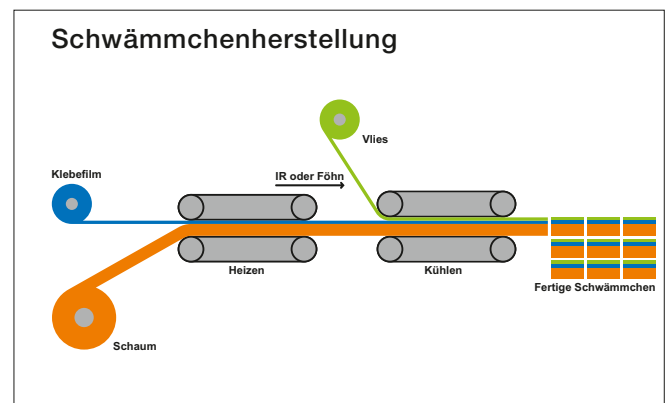 Schwämmchenherstellung
Vlies
Klebefilm
IR oder Föhn
Heizen
Kühlen
Fertige Schwämmchen
Schaum